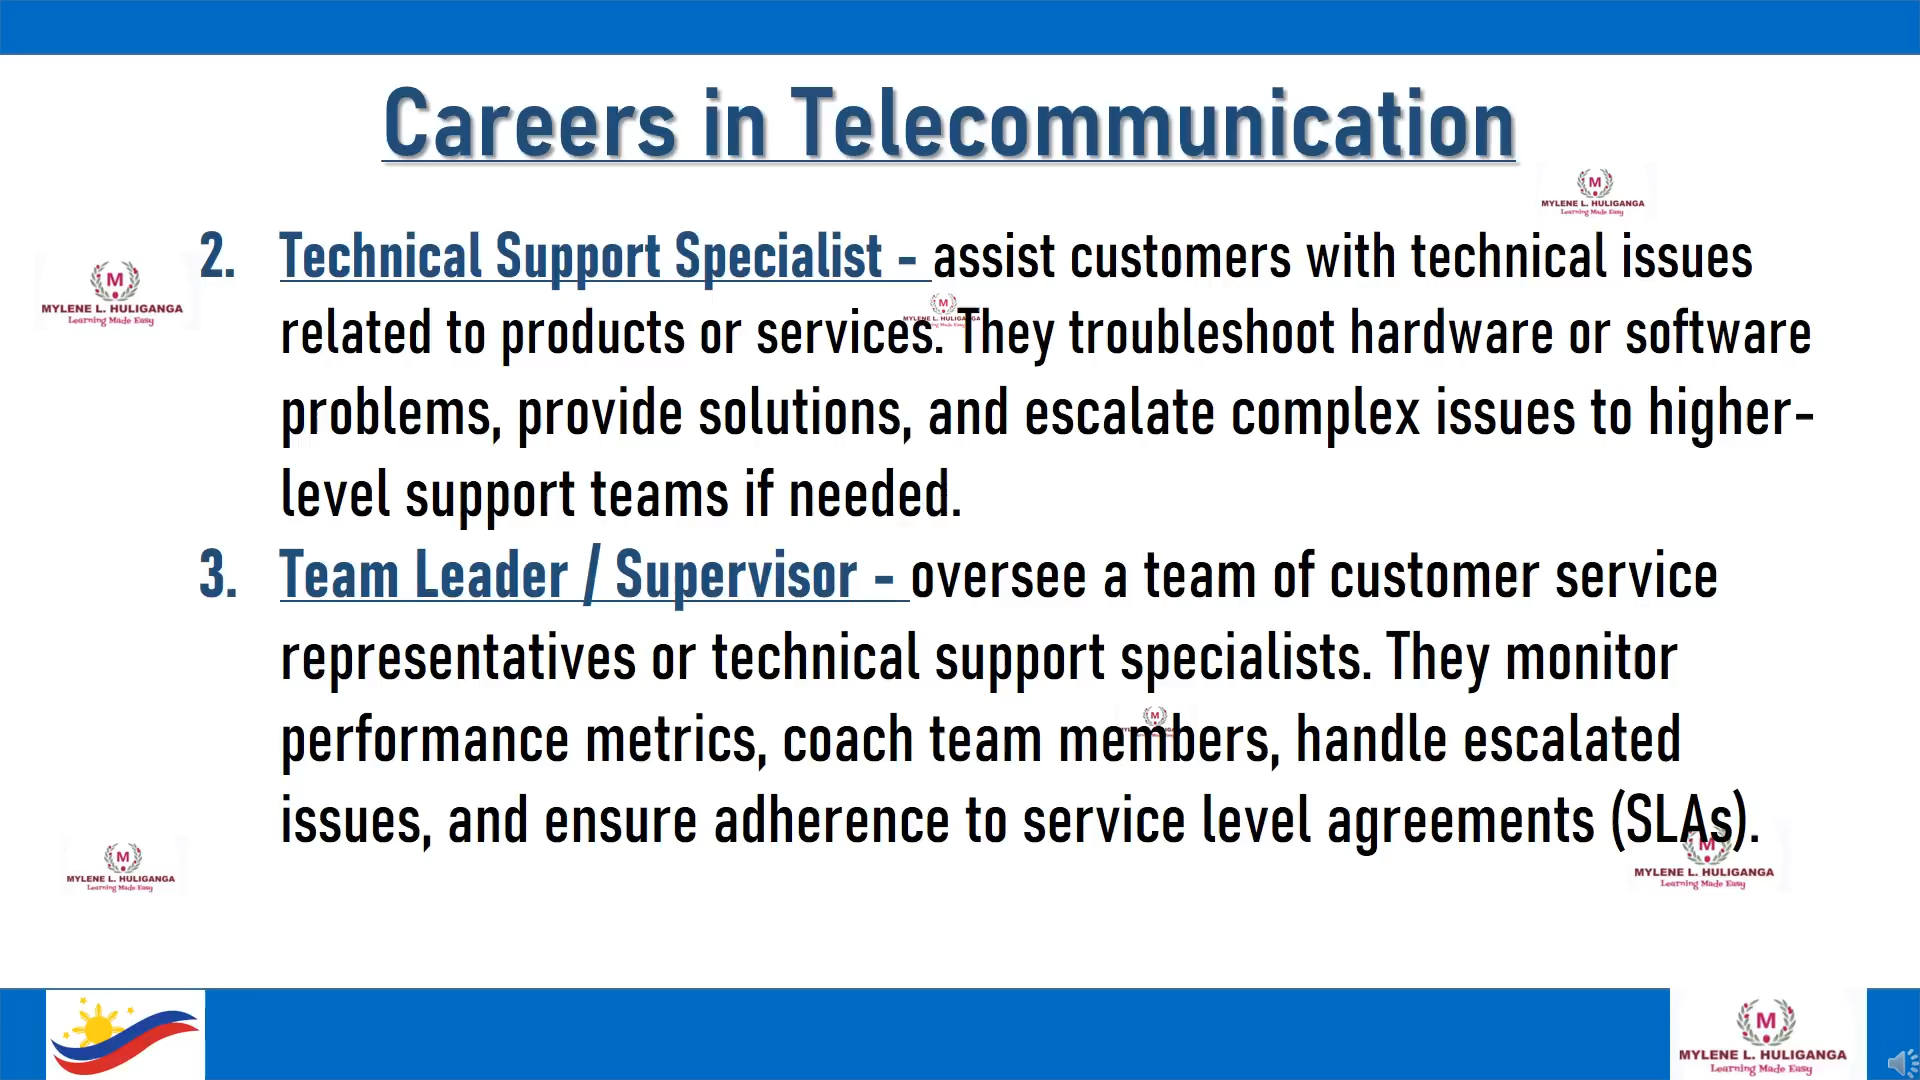 Careers in Telecommunication
M
MYLENE L. HULIGANGA
Learning Made Easy
2. Technical Support Specialist - assist customers with technical issues
M
MYLENE L. HULIGANGA
Learning Made Easy
M
MYLENE L. HULIGANGA
related to products or services. They troubleshoot hardware or software
problems, provide solutions, and escalate complex issues to higher-
level support teams if needed.
3. Team Leader / Supervisor - oversee a team of customer service
representatives or technical support specialists. They monitor
M
performance metrics, coach team members, handle escalated
issues, and ensure adherence to service level agreements (SLAs).
M
MYLENE L. HULIGANGA
Learning Made Easy
M
MYLENE L. HULIGANGA
Learning Made Easy
M
MYLENE L. HULIGANGA
Learning Made Easy